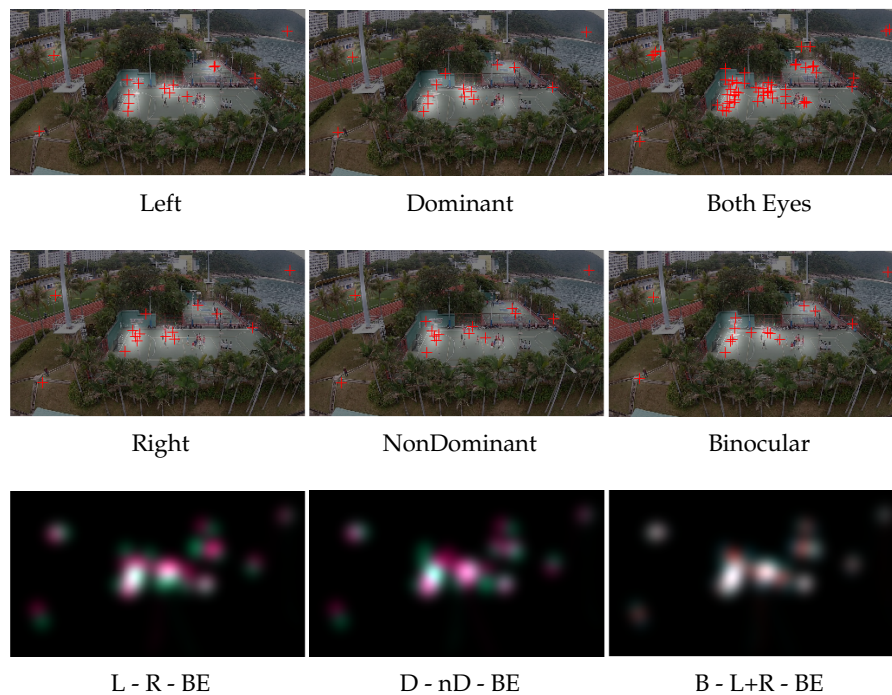 Left Dominant Both Eyes
Right NonDominant Binocular
L - R - BE D - nD - BE B - L+R - BE